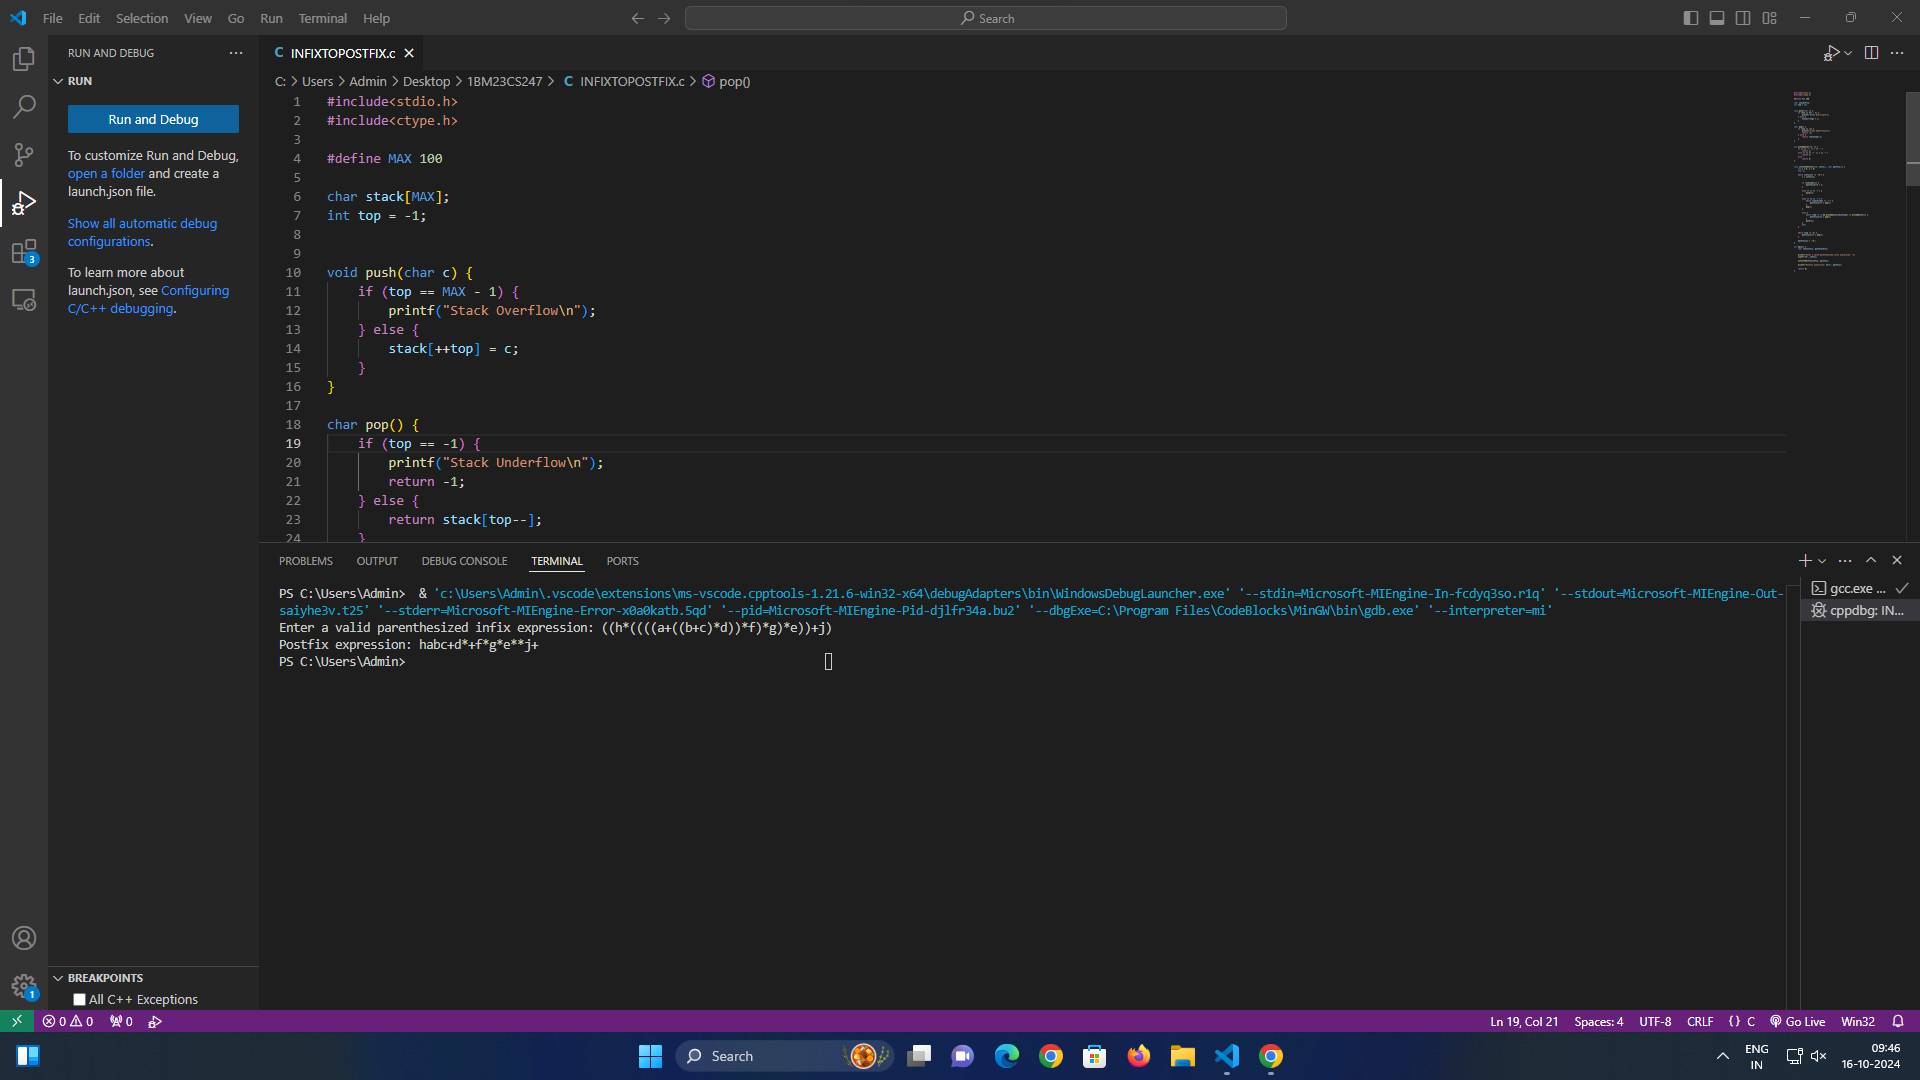 File Edit Selection View Go Run Terminal Help
Search
RUN AND DEBUG
RUN
Run and Debug
To customize Run and Debug,
open a folder and create a
launch.json file.
Show all automatic debug
configurations.
To learn more about
launch.json, see Configuring
C/C++ debugging.
3
C INFIXTOPOSTFIX.c
C: > Users > Admin > Desktop > 1BM23CS247 > C INFIXTOPOSTFIX.c > pop()
1 #include<stdio.h>
2 #include<ctype.h>
3
4 #define MAX 100
5
6 char stack[MAX];
7 int top = -1;
8
9
10 void push(char c) {
11 if (top == MAX - 1) {
12 printf("Stack Overflow\n");
13 } else {
14 stack[++top] = c;
15 }
16 }
17
18 char pop() {
19 if (top == -1) {
20 printf("Stack Underflow\n");
21 return -1;
22 } else {
23 return stack[top--];
24 }
PROBLEMS OUTPUT DEBUG CONSOLE TERMINAL PORTS
PS C:\Users\Admin> & 'c:\Users\Admin\.vscode\extensions\ms-vscode.cpptools-1.21.6-win32-x64\debugAdapters\bin\WindowsDebugLauncher.exe' '--stdin=Microsoft-MIEngine-In-fcdyq3so.r1q' '--stdout=Microsoft-MIEngine-Out-
saiyhe3v.t25' '--stderr=Microsoft-MIEngine-Error-x0a0katb.5qd' '--pid=Microsoft-MIEngine-Pid-djlfr34a.bu2' '--dbgExe=C:\Program Files\CodeBlocks\MinGW\bin\gdb.exe' '--interpreter=mi'
Enter a valid parenthesized infix expression: ((h*((((a+((b+c)*d))*f)*g)*e))+j)
Postfix expression: habc+d*+f*g*e**j+
PS C:\Users\Admin>
gcc.exe ...
cppdbg: IN...
BREAKPOINTS
All C++ Exceptions
1
0 0 0
Ln 19, Col 21 Spaces: 4 UTF-8 CRLF {} C Go Live Win32
Search
ENG
IN
09:46
16-10-2024